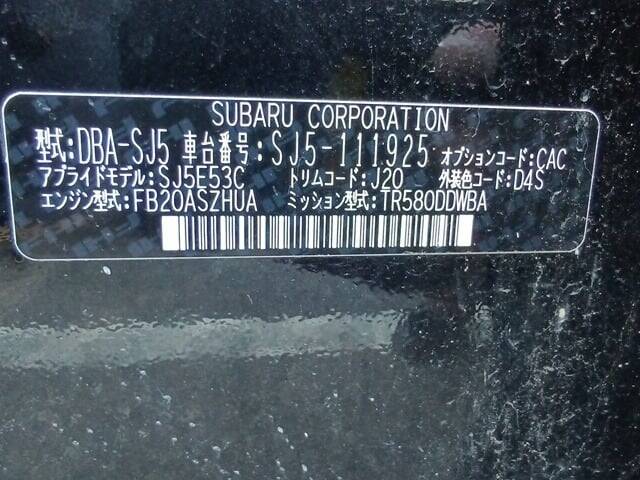 SUBARU CORPORATION
型式:DBA-SJ5 車台番号:SJ5-111925 オプションコード:CAC
アプライドモデル:SJ5E53C トリムコード:J20 外装色コード:D4S
エンジン型式:FB20ASZHUA ミッション型式:TR580DDWBA